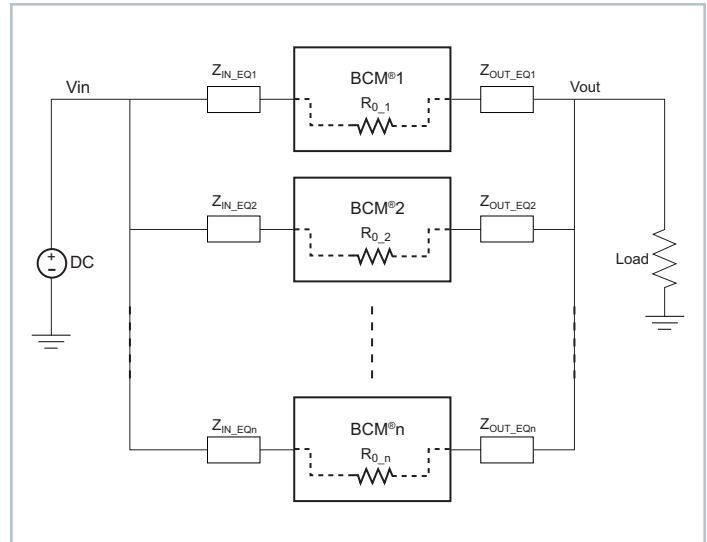 Z_IN_EQ1
BCM®1
Z_OUT_EQ1
Vin
R_0_1
Vout
Z_IN_EQ2
BCM®2
Z_OUT_EQ2
R_0_2
+
–
DC
Load
Z_IN_EQn
BCM®n
Z_OUT_EQn
R_0_n